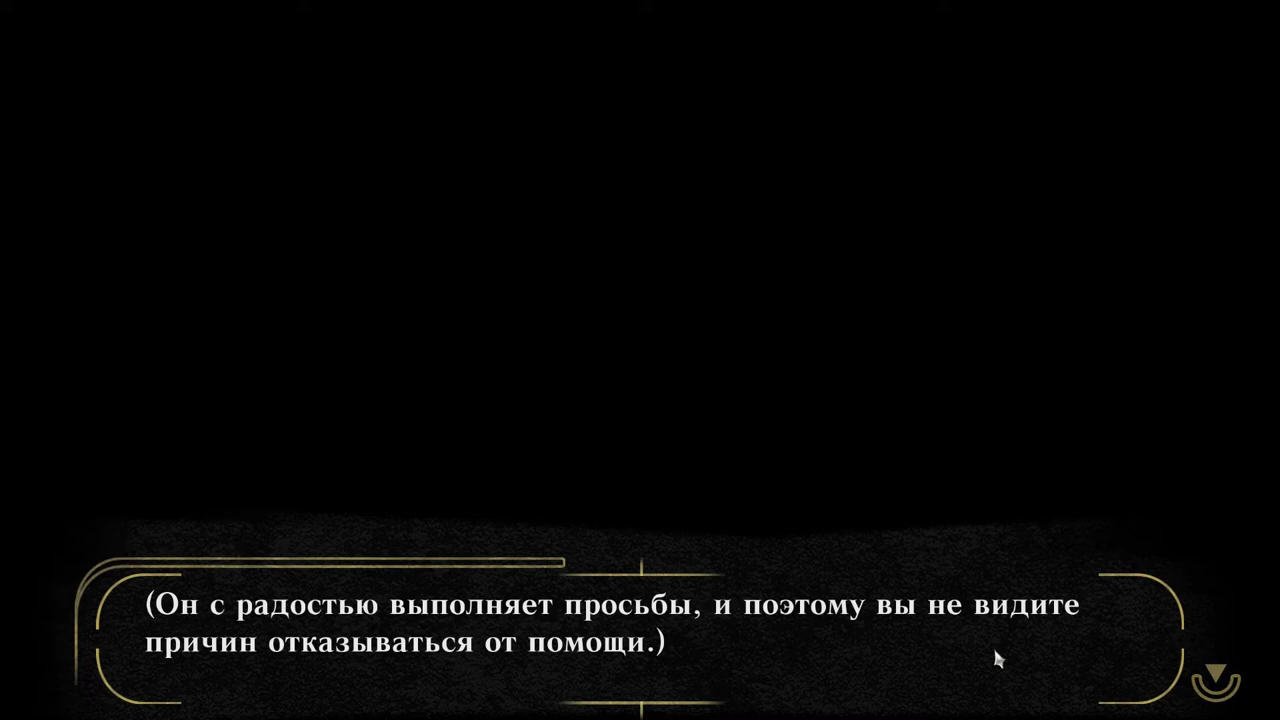 (Он с радостью выполняет просьбы, и поэтому вы не видите
причин отказываться от помощи.)